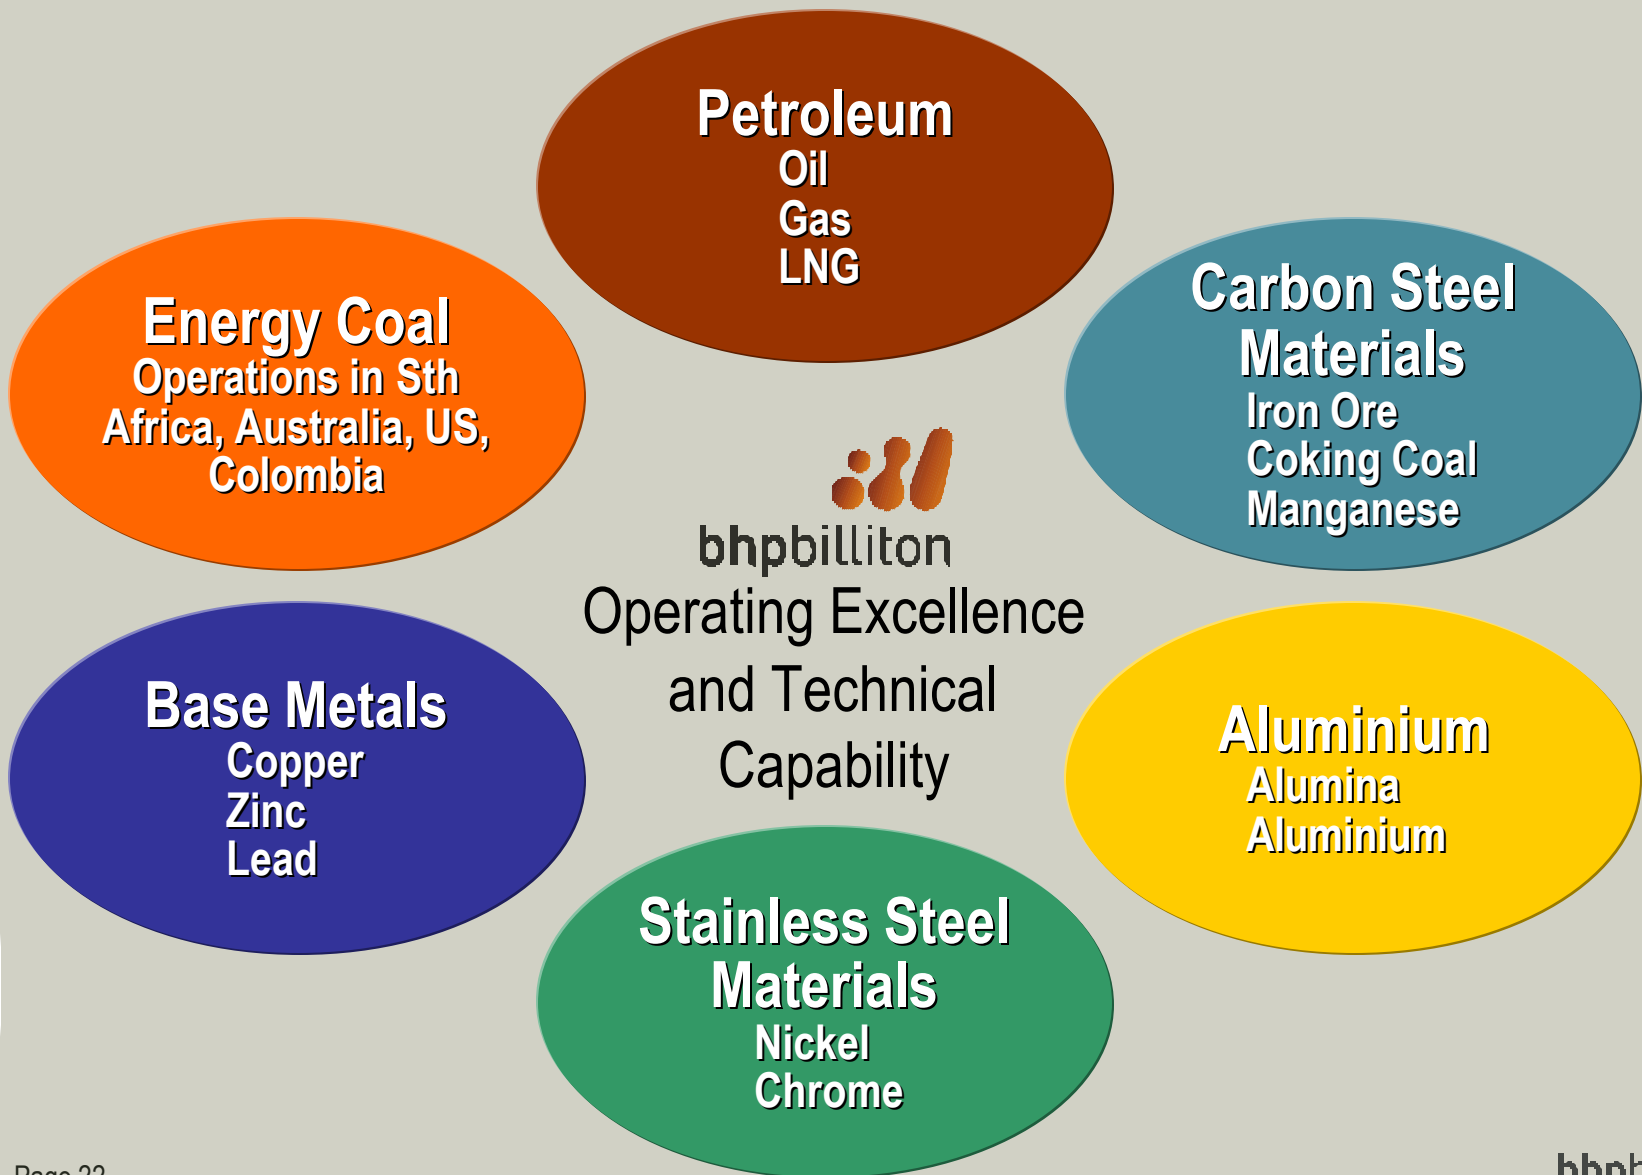 Petroleum
Oil
Gas
LNG
Energy Coal
Operations in Sth
Africa, Australia, US,
Colombia
Carbon Steel
Materials
Iron Ore
Coking Coal
Manganese
bhpbilliton
Operating Excellence
and Technical
Capability
Base Metals
Copper
Zinc
Lead
Aluminium
Alumina
Aluminium
Stainless Steel
Materials
Nickel
Chrome
Page 22